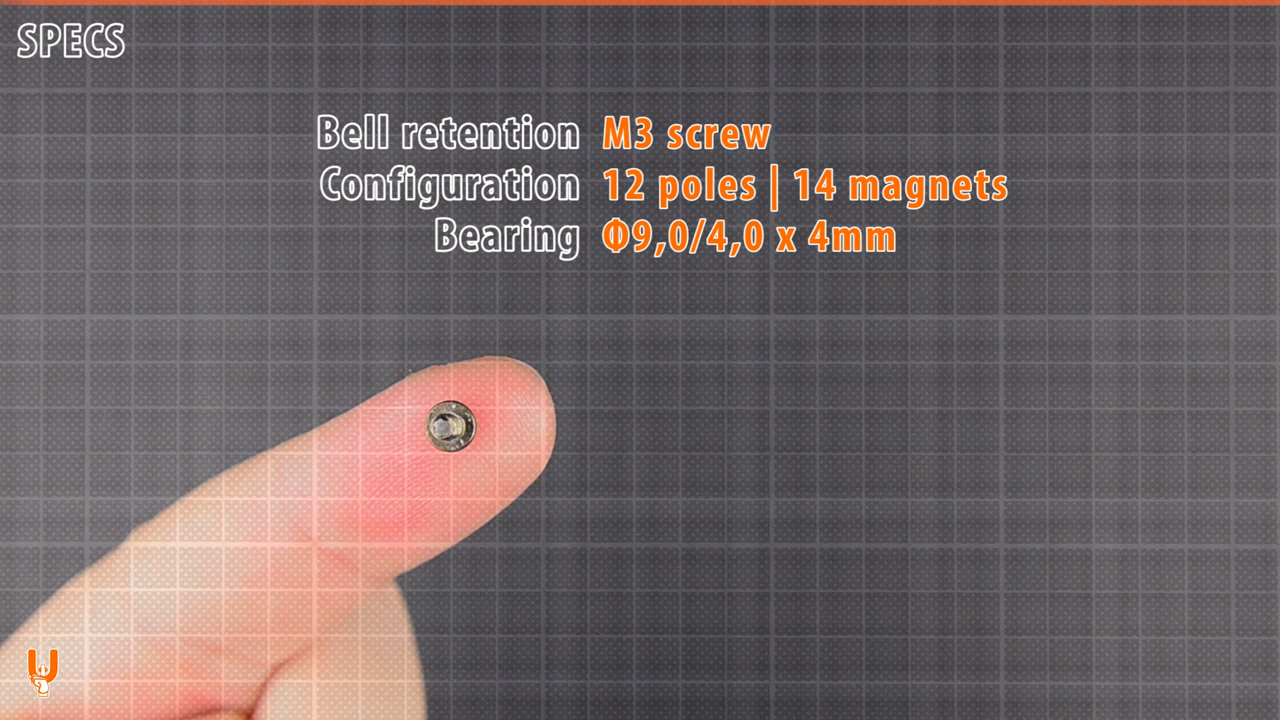 SPECS
Bell retention M3 screw
Configuration 12 poles | 14 magnets
Bearing Φ9,0/4,0 x 4mm